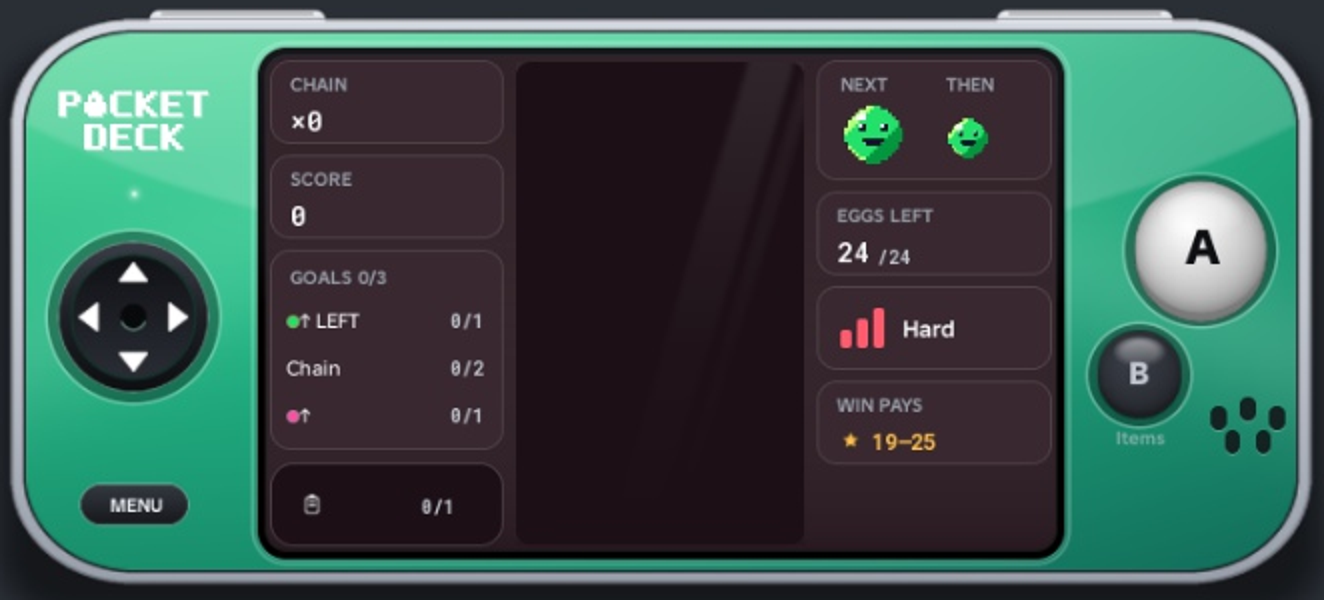 POCKET
DECK
MENU
CHAIN
×0
SCORE
0
GOALS 0/3
↑ LEFT 0/1
Chain 0/2
↑ 0/1
0/1
NEXT THEN
EGGS LEFT
24 /24
Hard
WIN PAYS
★ 19–25
A
B
Items